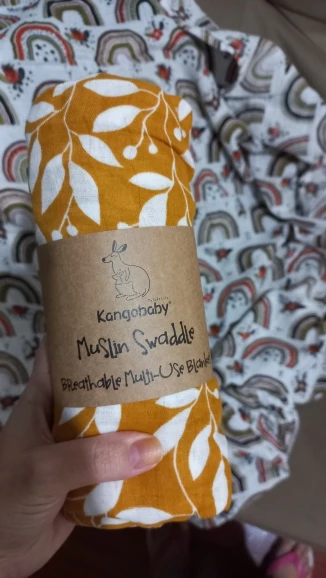 Kangobaby®
Muslin Swaddle
Breathable Multi-Use Blanket